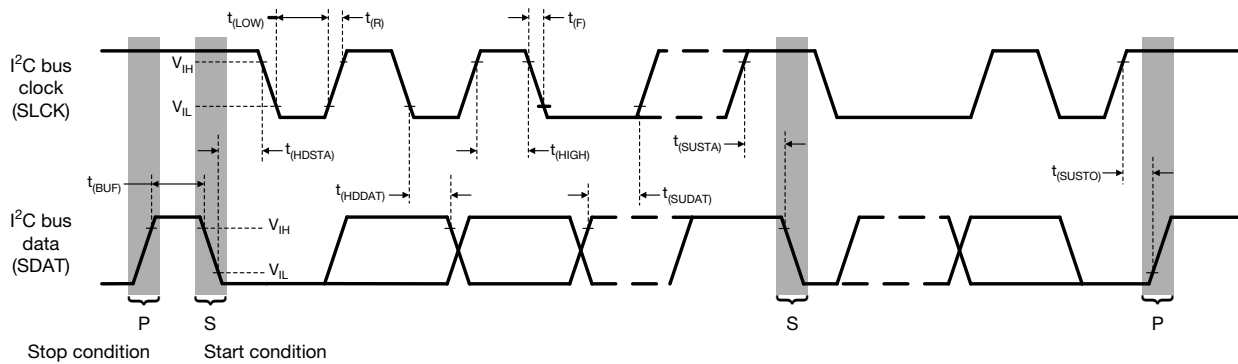 t(LOW)
t(R)
t(F)
I²C bus
clock
(SLCK)
VIH
VIL
t(HDSTA)
t(HIGH)
t(SUSTA)
t(BUF)
t(HDDAT)
t(SUDAT)
t(SUSTO)
I²C bus
data
(SDAT)
VIH
VIL
P
S
S
P
Stop condition
Start condition